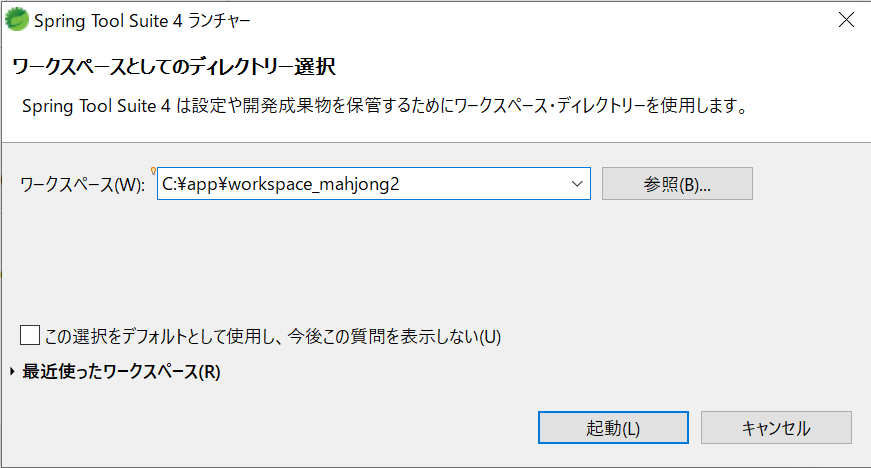 Spring Tool Suite 4 ランチャー
ワークスペースとしてのディレクトリー選択
Spring Tool Suite 4 は設定や開発成果物を保管するためにワークスペース・ディレクトリーを使用します。
ワークスペース(W): C:¥app¥workspace_mahjong2 参照(B)...
この選択をデフォルトとして使用し、今後この質問を表示しない(U)
最近使ったワークスペース(R)
起動(L) キャンセル